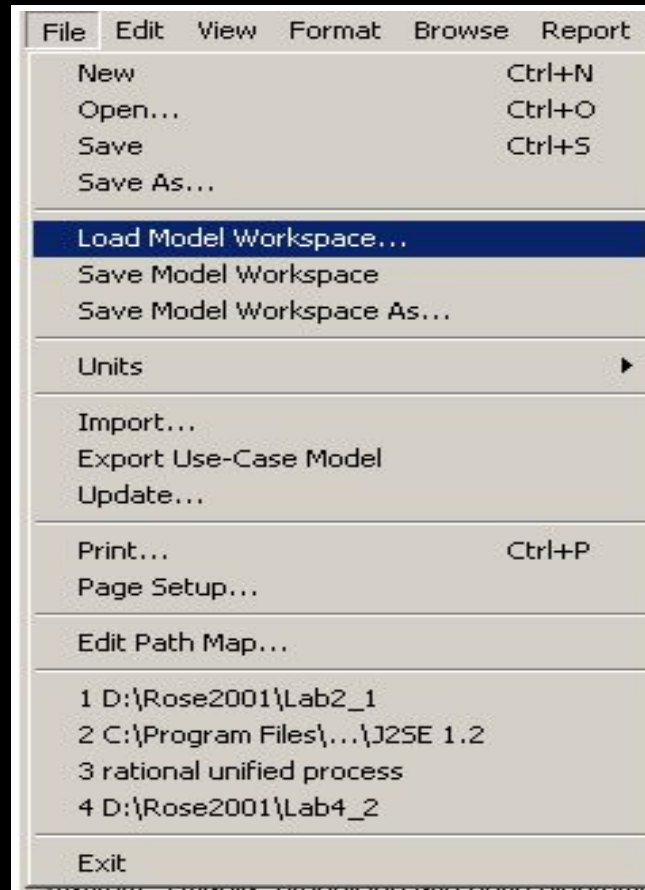 File Edit View Format Browse Report
New Ctrl+N
Open... Ctrl+O
Save Ctrl+S
Save As...
Load Model Workspace...
Save Model Workspace
Save Model Workspace As...
Units
Import...
Export Use-Case Model
Update...
Print... Ctrl+P
Page Setup...
Edit Path Map...
1 D:\Rose2001\Lab2_1
2 C:\Program Files\...\J2SE 1.2
3 rational unified process
4 D:\Rose2001\Lab4_2
Exit